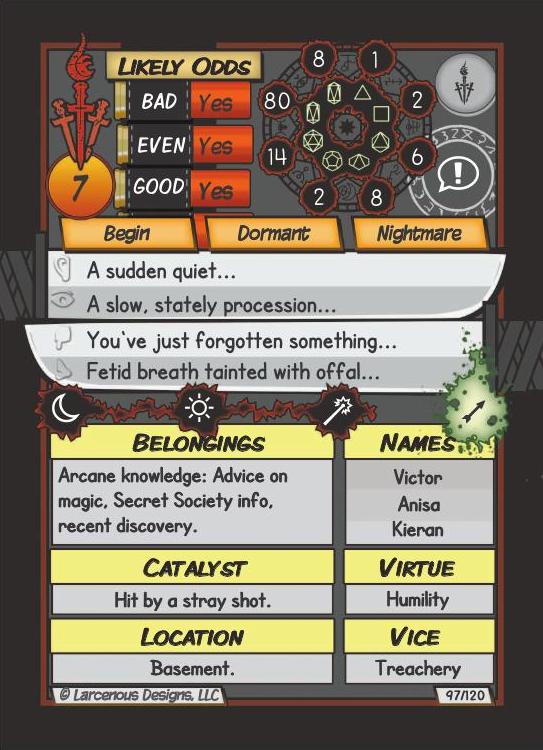 LIKELY ODDS
BAD Yes
EVEN Yes
GOOD Yes
7
8 1
80 2
14 6
2 8
!
Begin Dormant Nightmare
A sudden quiet...
A slow, stately procession...
You've just forgotten something...
Fetid breath tainted with offal...
BELONGINGS
Arcane knowledge: Advice on
magic, Secret Society info,
recent discovery.
NAMES
Victor
Anisa
Kieran
CATALYST
Hit by a stray shot.
VIRTUE
Humility
LOCATION
Basement.
VICE
Treachery
© Larcenous Designs, LLC
97/120